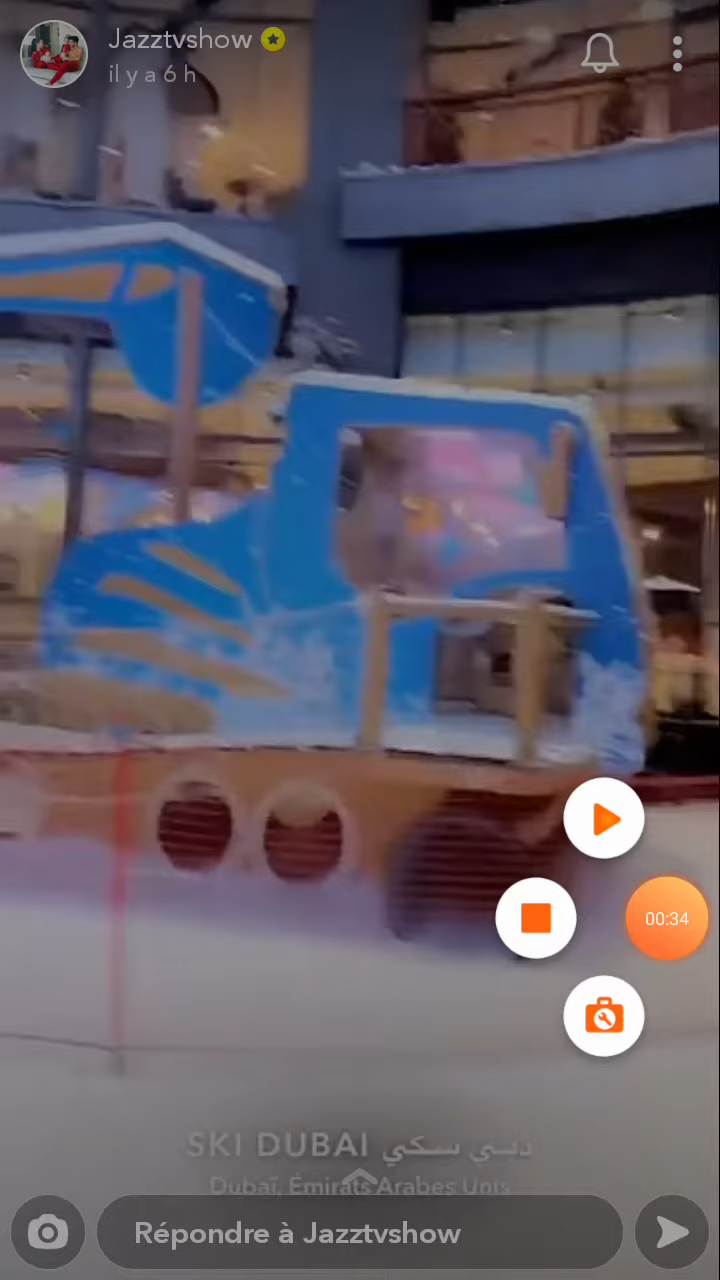 Jazztvshow
il y a 6 h
00:34
SKI DUBAI دبي سكي
Dubaï, Émirats Arabes Unis
Répondre à Jazztvshow